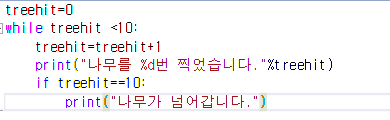 treehit=0
while treehit <10:
    treehit=treehit+1
    print("나무를 %d번 찍었습니다."%treehit)
    if treehit==10:
        print("나무가 넘어갑니다.")